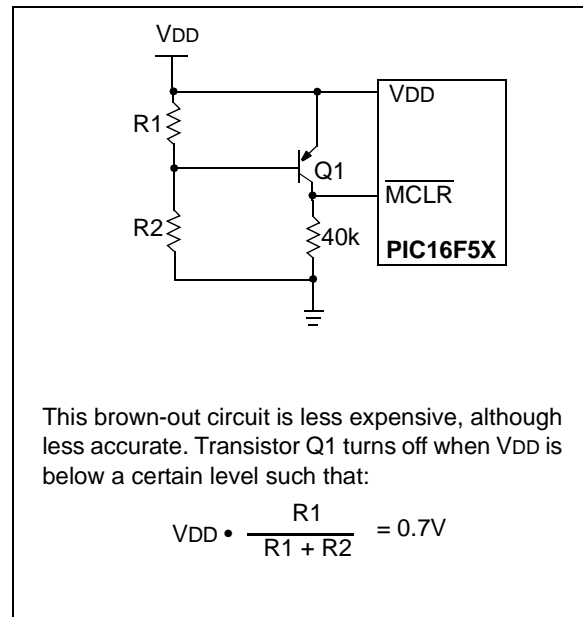 VDD
VDD
R1
Q1
MCLR
R2
40k
PIC16F5X
This brown-out circuit is less expensive, although
less accurate. Transistor Q1 turns off when VDD is
below a certain level such that:
VDD • R1 / R1 + R2 = 0.7V